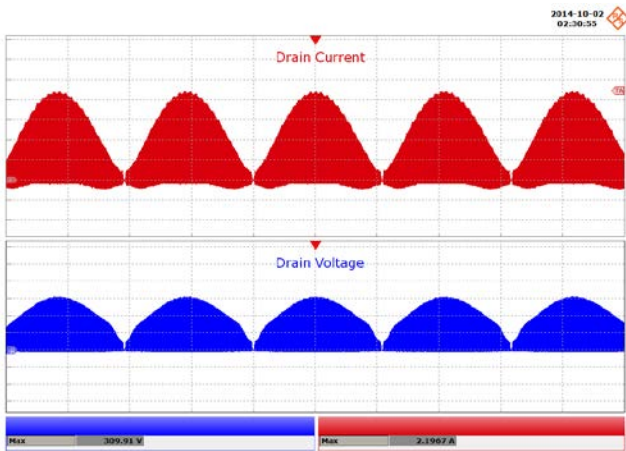 2014-10-02
02:30:55
Drain Current
Drain Voltage
Max 309.91 V
Max 2.1967 A